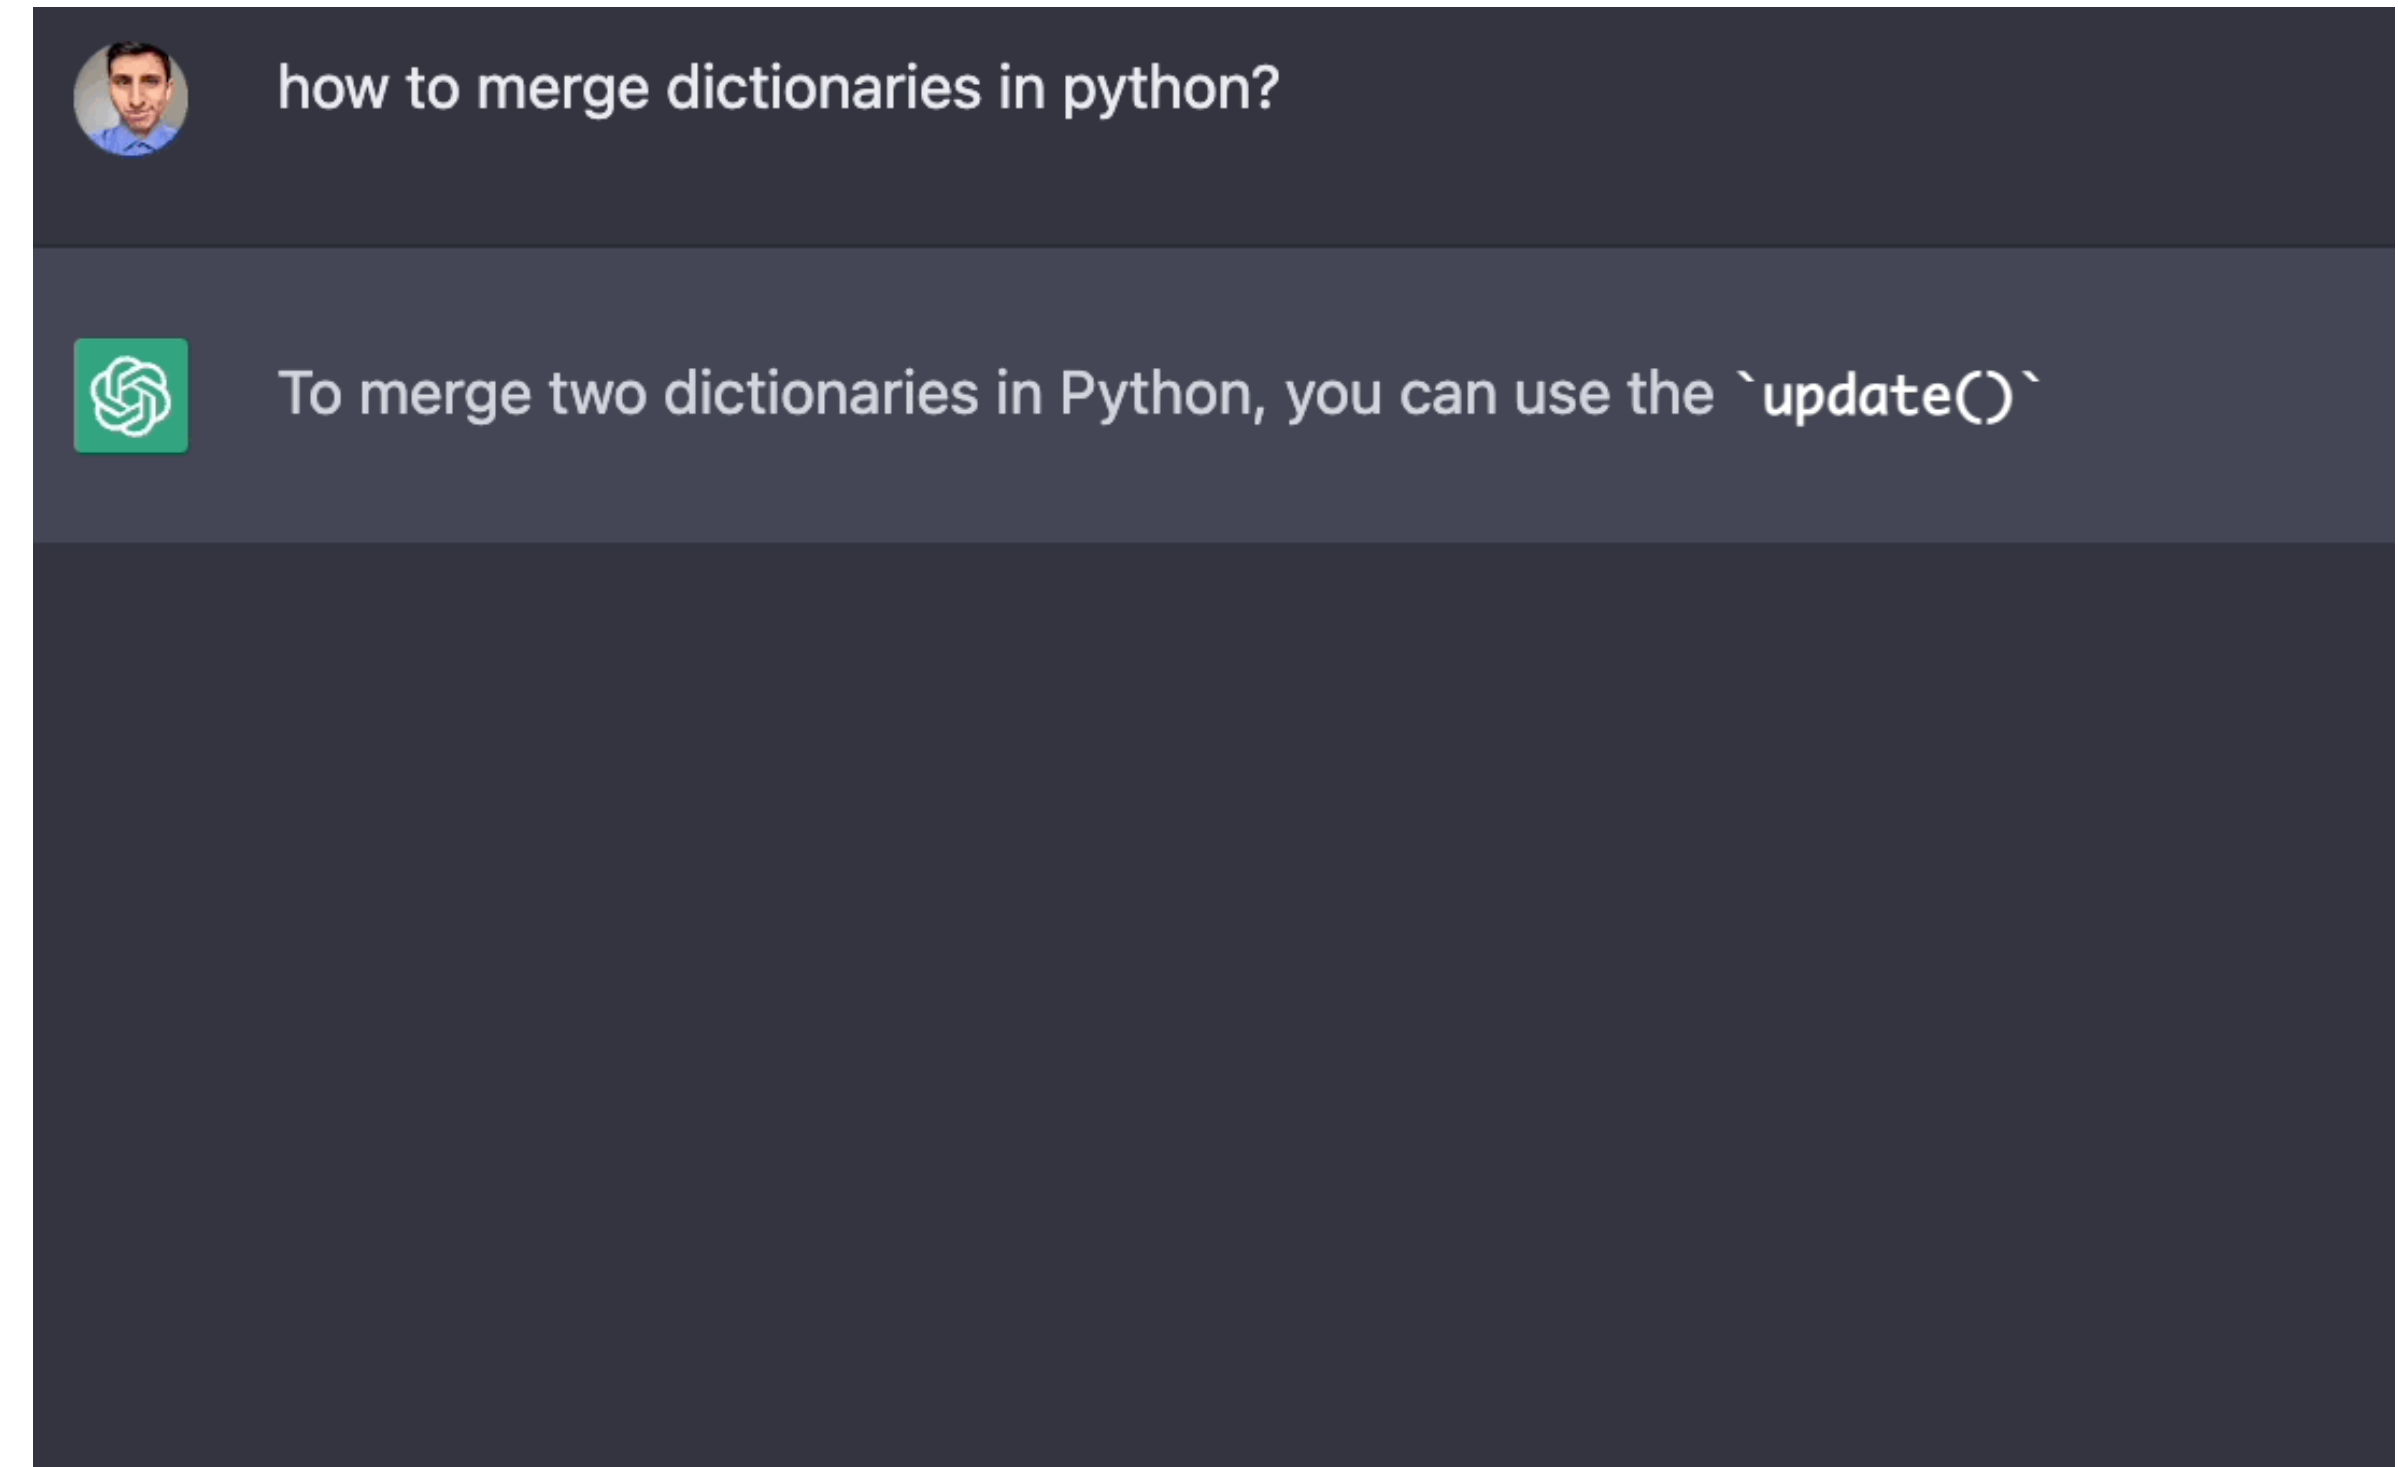 how to merge dictionaries in python?
To merge two dictionaries in Python, you can use the `update()`